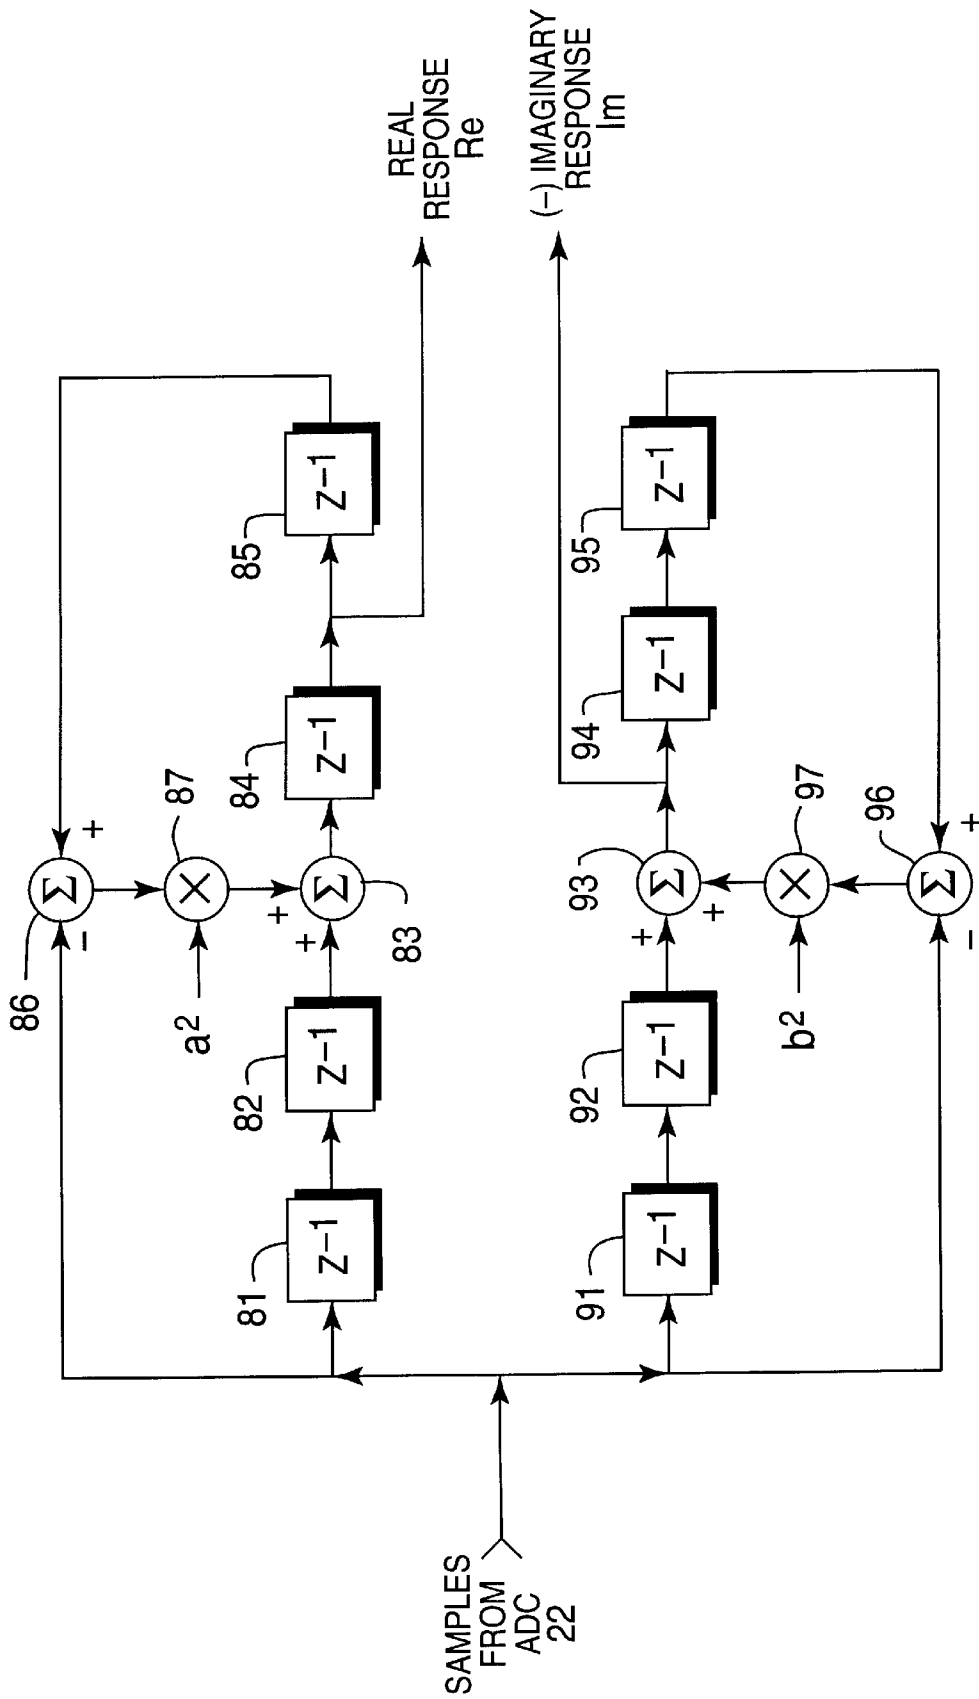 86
Σ
+
-
87
×
a²
85
Z⁻¹
84
Z⁻¹
83
Σ
+
+
82
Z⁻¹
81
Z⁻¹
REAL
RESPONSE
Re
SAMPLES
FROM
ADC
22
(-) IMAGINARY
RESPONSE
Im
91
Z⁻¹
92
Z⁻¹
93
Σ
+
+
94
Z⁻¹
95
Z⁻¹
b²
×
97
96
Σ
-
+